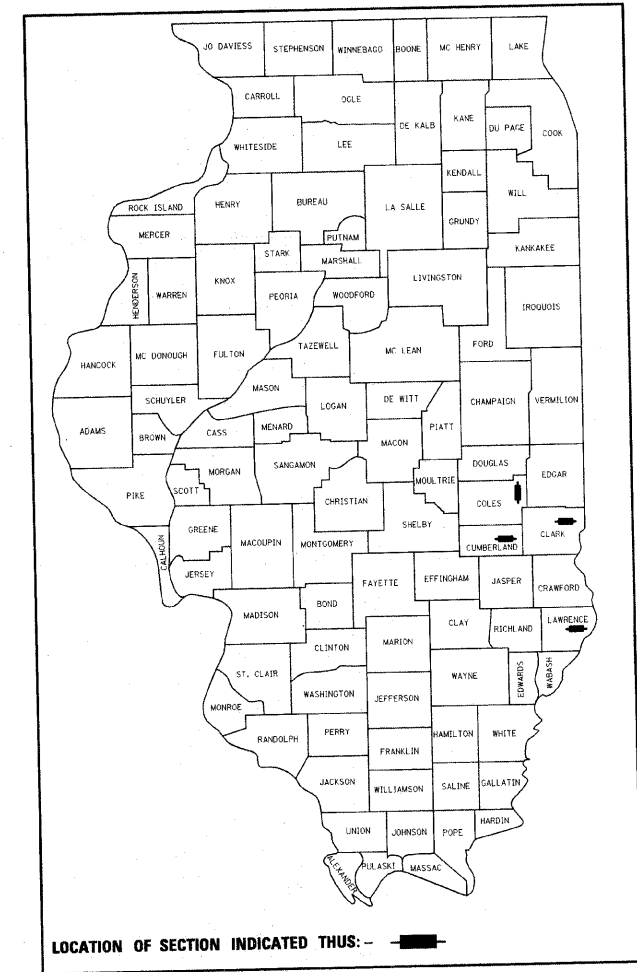 JO DAVIESS STEPHENSON WINNEBAGO BOONE MC HENRY LAKE
CARROLL OGLE
DE KALB KANE DU PAGE COOK
WHITESIDE LEE
KENDALL
ROCK ISLAND HENRY BUREAU LA SALLE GRUNDY WILL
MERCER PUTNAM
STARK MARSHALL KANKAKEE
HENDERSON WARREN KNOX PEORIA WOODFORD LIVINGSTON IROQUOIS
HANCOCK MC DONOUGH FULTON TAZEWELL MC LEAN FORD
MASON
SCHUYLER LOGAN DE WITT CHAMPAIGN VERMILION
ADAMS BROWN CASS MENARD MACON PIATT
PIKE SCOTT MORGAN SANGAMON MOULTRIE DOUGLAS EDGAR
CHRISTIAN COLES
CALHOUN GREENE MACOUPIN MONTGOMERY SHELBY CUMBERLAND CLARK
JERSEY FAYETTE EFFINGHAM JASPER CRAWFORD
MADISON BOND CLAY RICHLAND LAWRENCE
CLINTON MARION
ST. CLAIR WAYNE EDWARDS WABASH
MONROE WASHINGTON JEFFERSON
RANDOLPH PERRY FRANKLIN HAMILTON WHITE
JACKSON WILLIAMSON SALINE GALLATIN
UNION JOHNSON POPE HARDIN
ALEXANDER PULASKI MASSAC
LOCATION OF SECTION INDICATED THUS: –